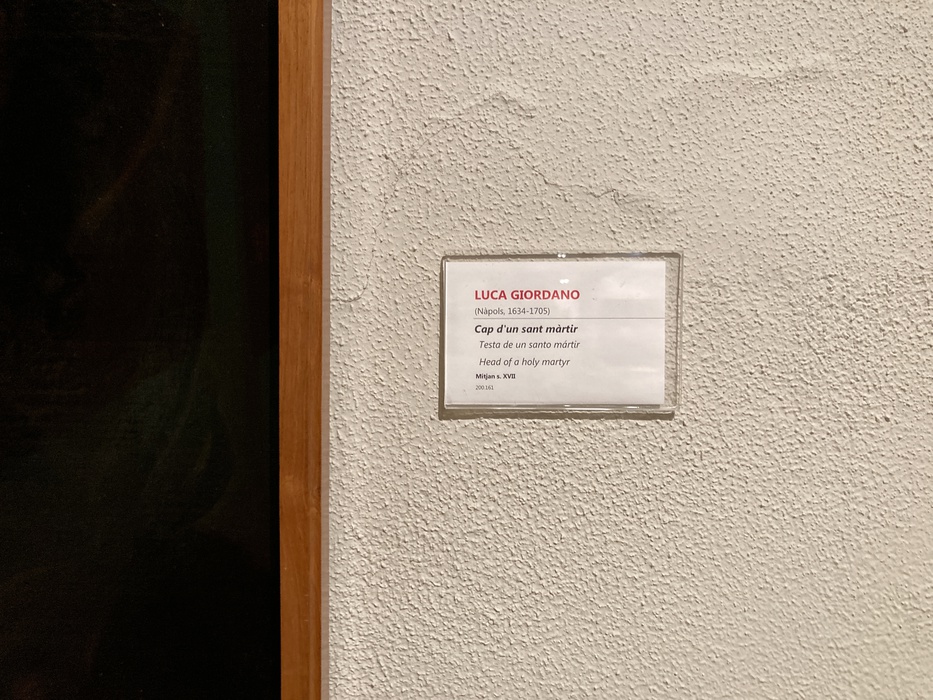 LUCA GIORDANO
(Nàpols, 1634-1705)
Cap d'un sant màrtir
Testa de un santo mártir
Head of a holy martyr
Mitjan s. XVII
200.161